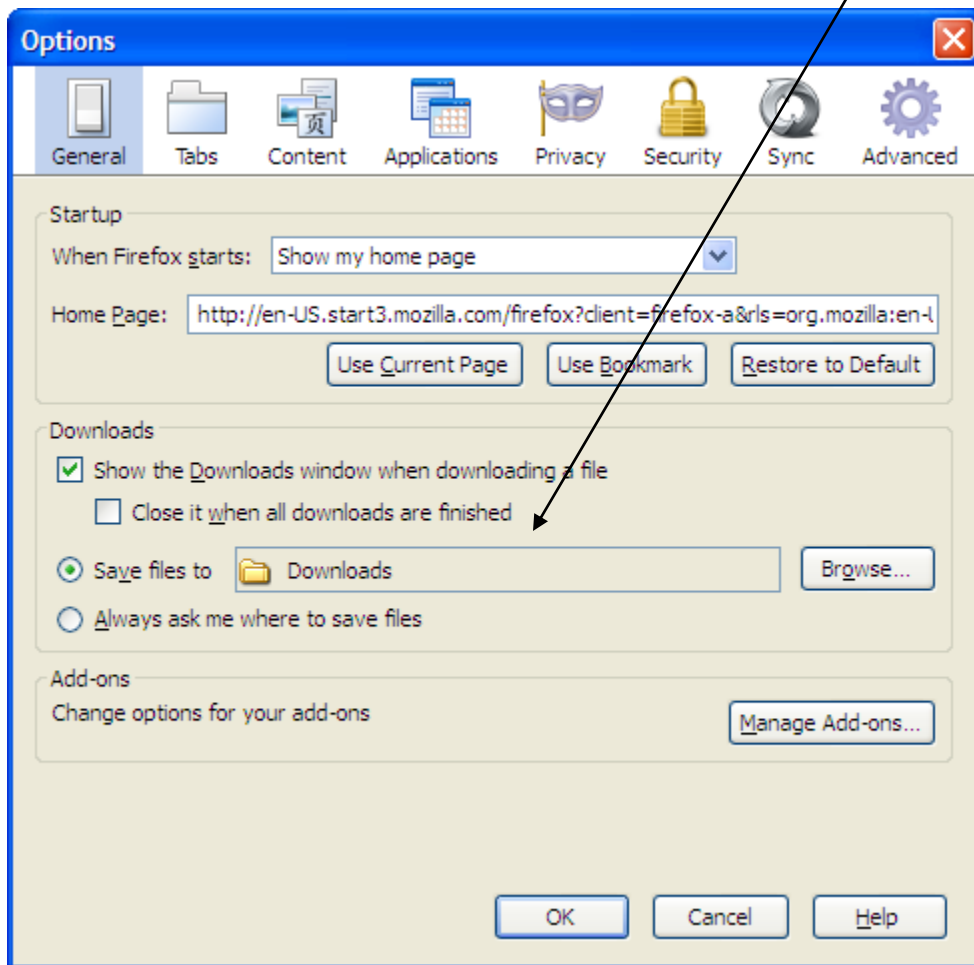 Options
General Tabs Content Applications Privacy Security Sync Advanced
页
Startup
When Firefox starts: Show my home page
Home Page: http://en-US.start3.mozilla.com/firefox?client=firefox-a&rls=org.mozilla:en-U
Use Current Page Use Bookmark Restore to Default
Downloads
Show the Downloads window when downloading a file
Close it when all downloads are finished
Save files to Downloads Browse...
Always ask me where to save files
Add-ons
Change options for your add-ons
Manage Add-ons...
OK Cancel Help